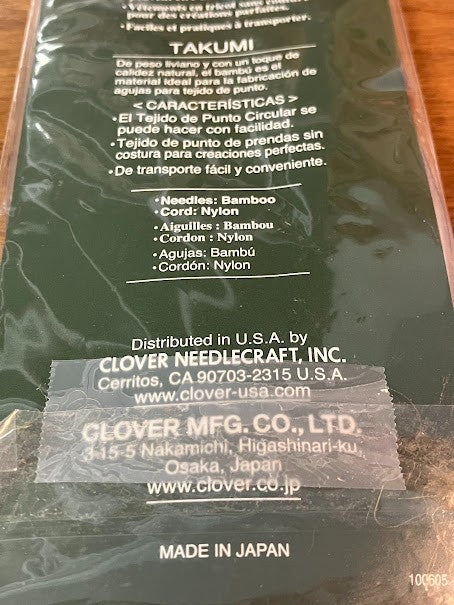 • Vêtements en tricot sans couture
pour des créations parfaites.
• Faciles et pratiques à transporter.
TAKUMI
De peso liviano y con un toque de
calidez natural, el bambú es el
material ideal para la fabricación de
agujas para tejido de punto.
< CARACTERÍSTICAS >
• El Tejido de Punto Circular se
puede hacer con facilidad.
• Tejido de punto de prendas sin
costura para creaciones perfectas.
• De transporte fácil y conveniente.
• Needles: Bamboo
• Cord: Nylon
• Aiguilles : Bambou
• Cordon : Nylon
• Agujas: Bambú
• Cordón: Nylon
Distributed in U.S.A. by
CLOVER NEEDLECRAFT, INC.
Cerritos, CA 90703-2315 U.S.A.
www.clover-usa.com
CLOVER MFG. CO., LTD.
3-15-5 Nakamichi, Higashinari-ku,
Osaka, Japan
www.clover.co.jp
MADE IN JAPAN
100605